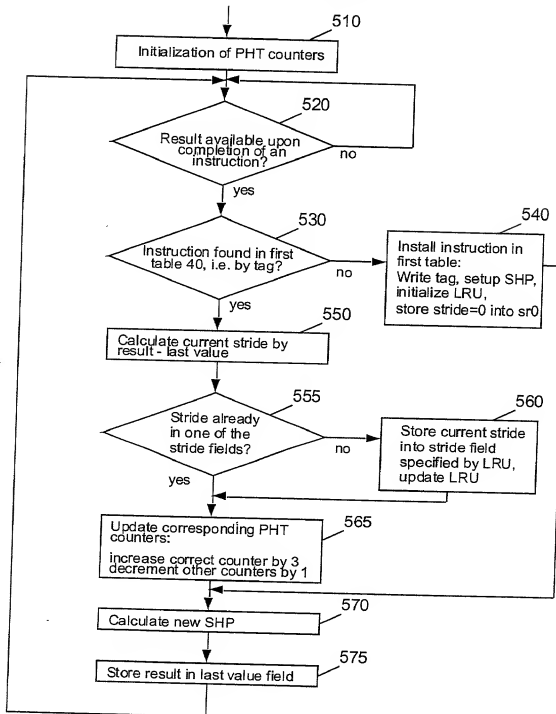 510
Initialization of PHT counters
520
Result available upon
completion of an
instruction?
no
yes
530
540
Instruction found in first
table 40, i.e. by tag?
no
Install instruction in
first table:
Write tag, setup SHP,
initialize LRU,
store stride=0 into sr0
yes
550
Calculate current stride by
result - last value
555
560
Stride already
in one of the
stride fields?
no
Store current stride
into stride field
specified by LRU,
update LRU
yes
565
Update corresponding PHT
counters:
increase correct counter by 3
decrement other counters by 1
570
Calculate new SHP
575
Store result in last value field